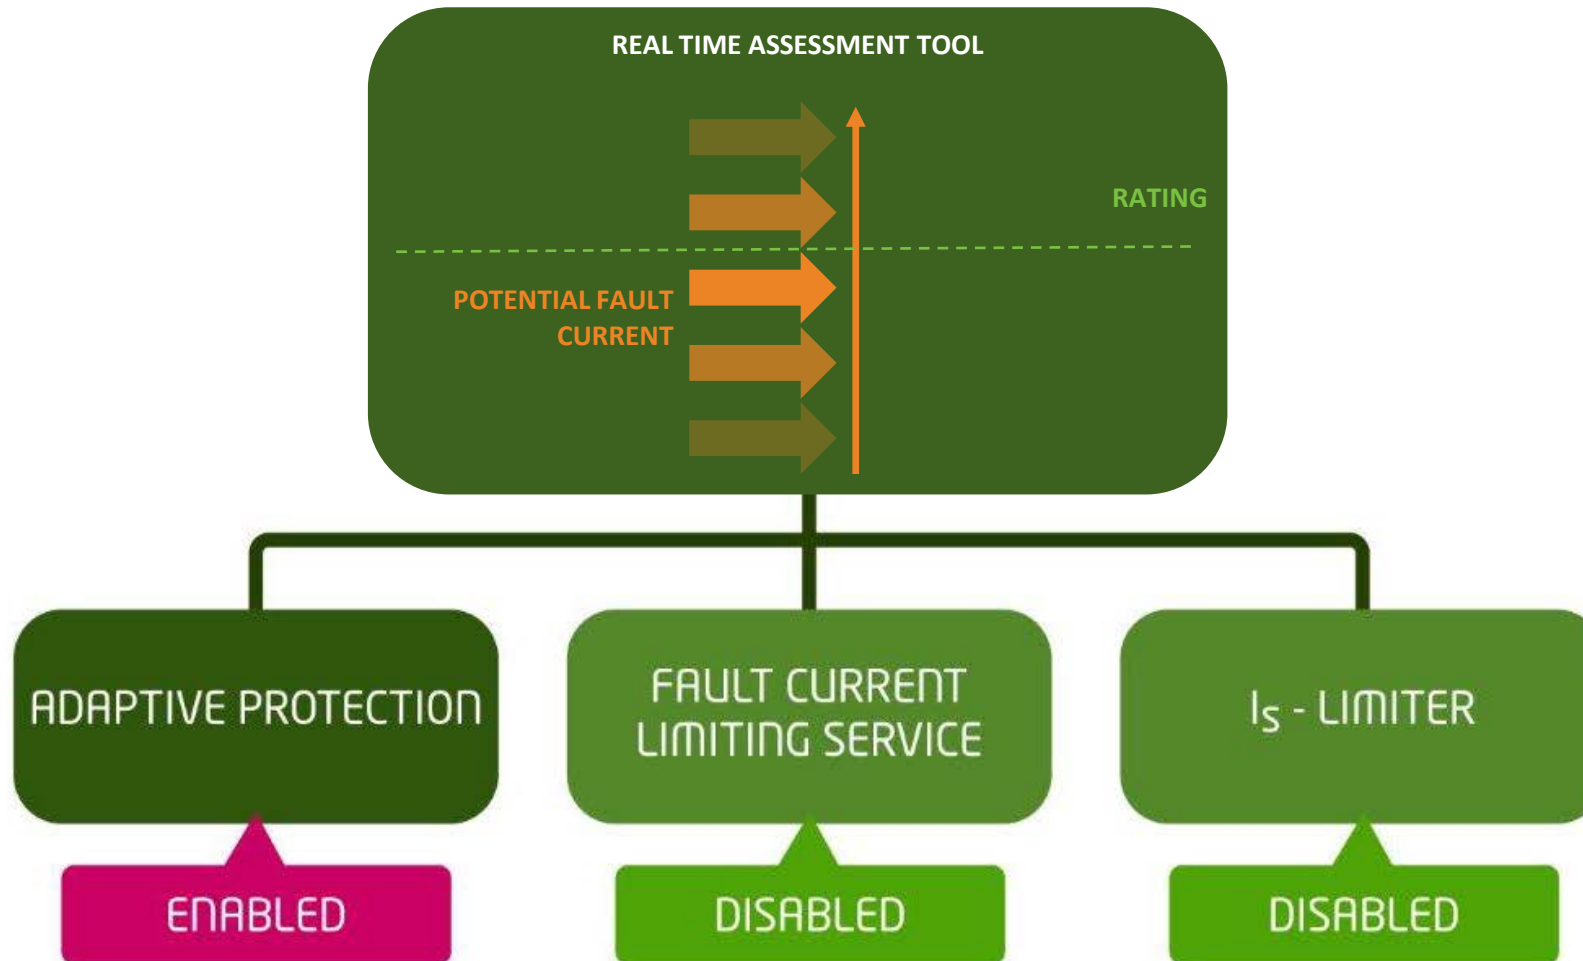 REAL TIME ASSESSMENT TOOL
RATING
POTENTIAL FAULT
CURRENT
ADAPTIVE PROTECTION
FAULT CURRENT
LIMITING SERVICE
IS - LIMITER
ENABLED
DISABLED
DISABLED